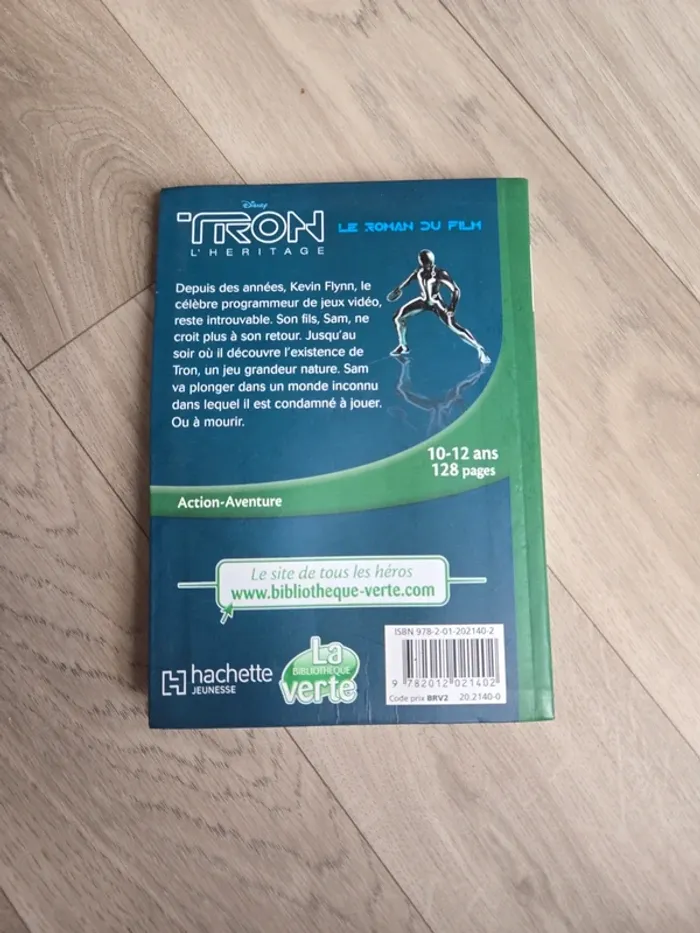 Disney
TRON
L'HERITAGE
LE ROMAN DU FILM
Depuis des années, Kevin Flynn, le
célèbre programmeur de jeux vidéo,
reste introuvable. Son fils, Sam, ne
croit plus à son retour. Jusqu'au
soir où il découvre l'existence de
Tron, un jeu grandeur nature. Sam
va plonger dans un monde inconnu
dans lequel il est condamné à jouer.
Ou à mourir.
10-12 ans
128 pages
Action-Aventure
Le site de tous les héros
www.bibliotheque-verte.com
hachette
JEUNESSE
La
BIBLIOTHÈQUE
verte
ISBN 978-2-01-202140-2
9 782012 021402
Code prix BRV2 20.2140-0